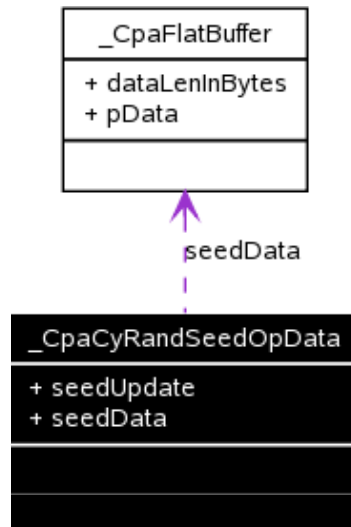 _CpaFlatBuffer
+ dataLenInBytes
+ pData
seedData
_CpaCyRandSeedOpData
+ seedUpdate
+ seedData